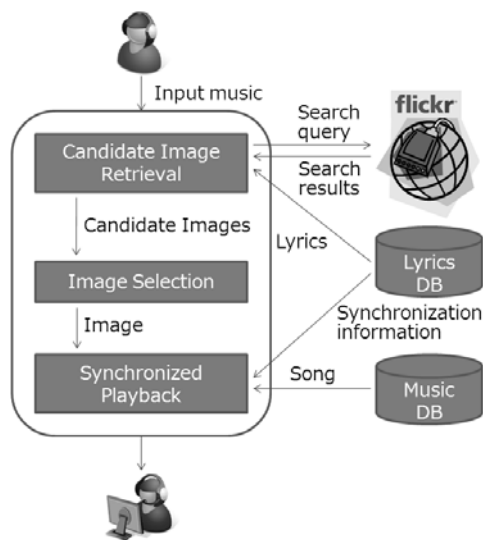 Input music
flickr
Search
query
Candidate Image
Retrieval
Search
results
Candidate Images
Lyrics
Lyrics
DB
Image Selection
Synchronization
information
Image
Synchronized
Playback
Song
Music
DB